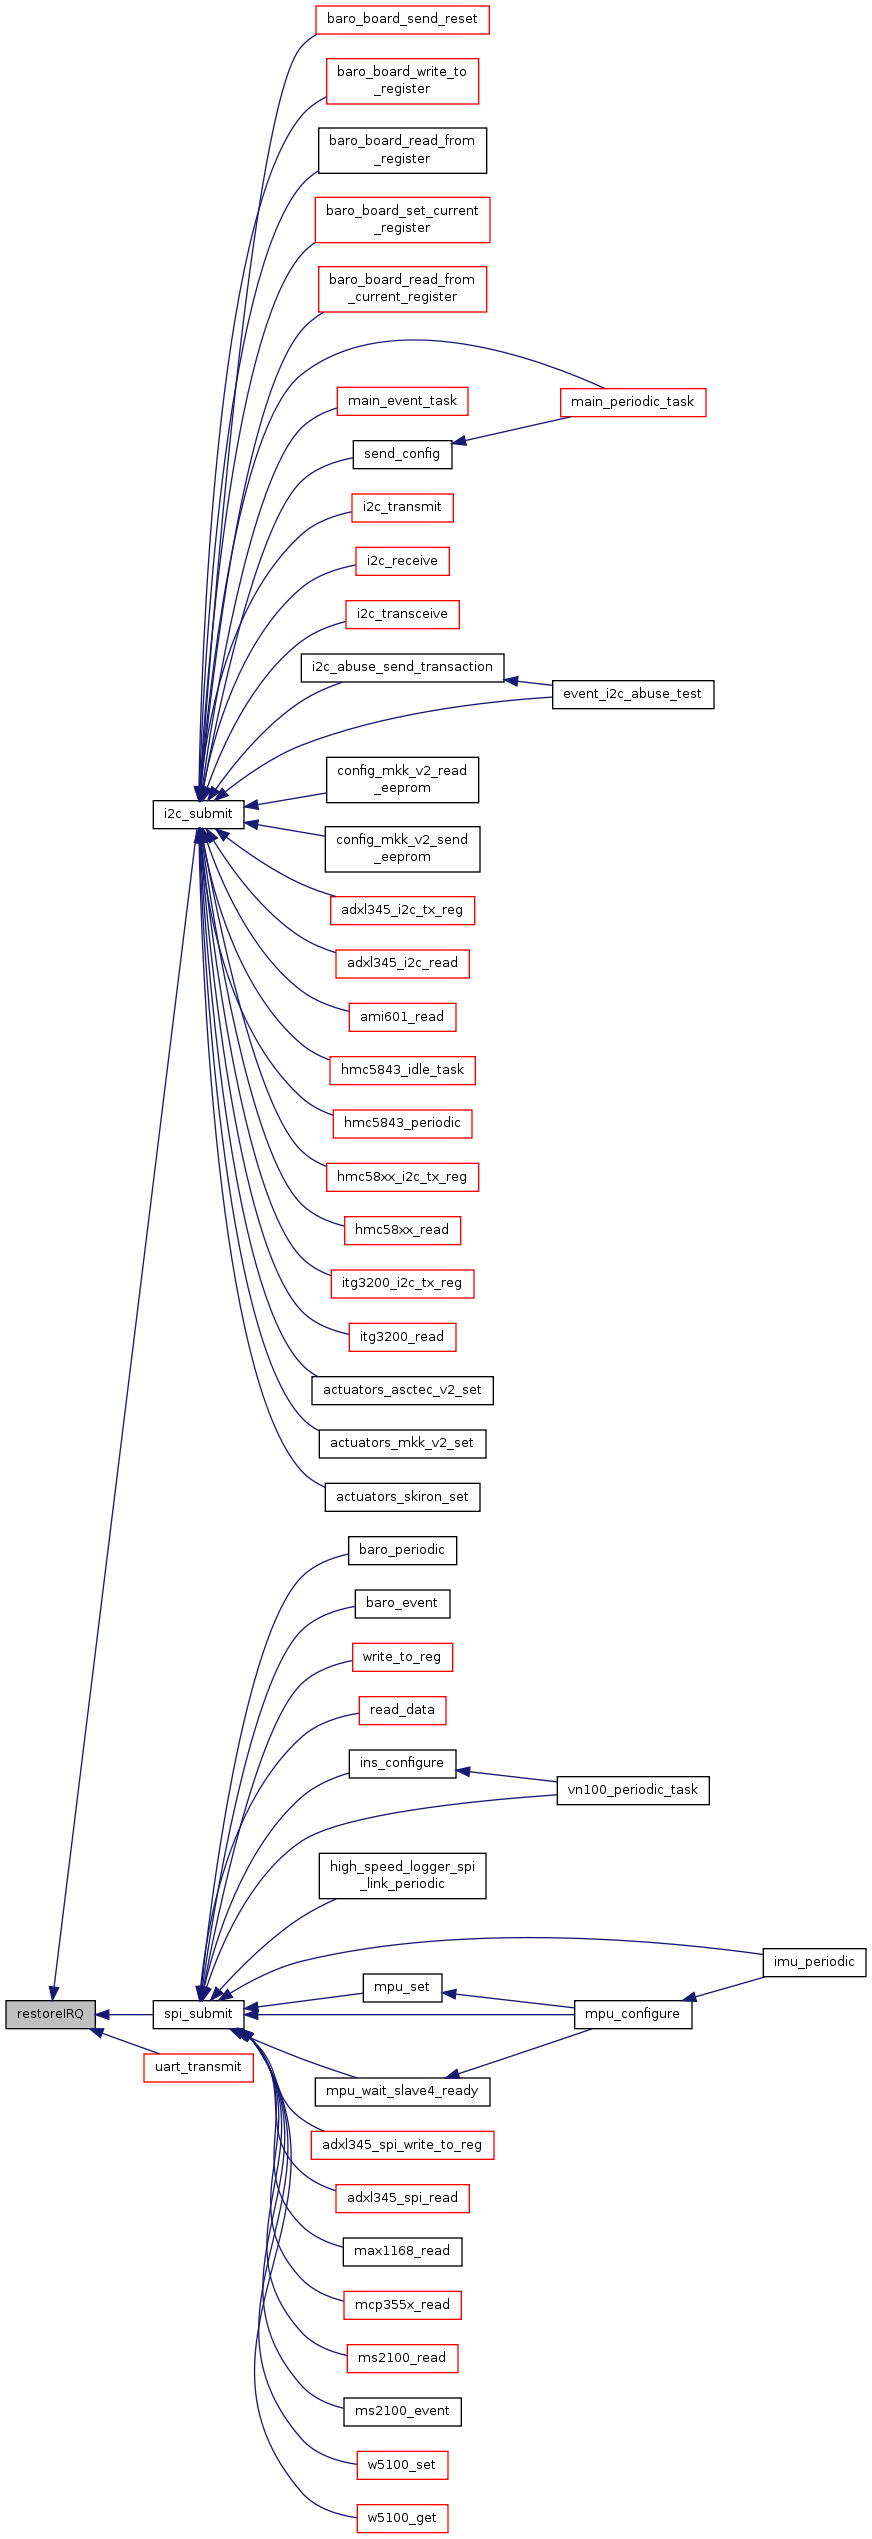 baro_board_send_reset
baro_board_write_to
_register
baro_board_read_from
_register
baro_board_set_current
_register
baro_board_read_from
_current_register
main_event_task
main_periodic_task
send_config
i2c_transmit
i2c_receive
i2c_transceive
i2c_abuse_send_transaction
event_i2c_abuse_test
config_mkk_v2_read
_eeprom
i2c_submit
config_mkk_v2_send
_eeprom
adxl345_i2c_tx_reg
adxl345_i2c_read
ami601_read
hmc5843_idle_task
hmc5843_periodic
hmc58xx_i2c_tx_reg
hmc58xx_read
itg3200_i2c_tx_reg
itg3200_read
actuators_asctec_v2_set
actuators_mkk_v2_set
actuators_skiron_set
baro_periodic
baro_event
write_to_reg
read_data
ins_configure
vn100_periodic_task
high_speed_logger_spi
_link_periodic
imu_periodic
mpu_set
restoreIRQ
spi_submit
mpu_configure
uart_transmit
mpu_wait_slave4_ready
adxl345_spi_write_to_reg
adxl345_spi_read
max1168_read
mcp355x_read
ms2100_read
ms2100_event
w5100_set
w5100_get